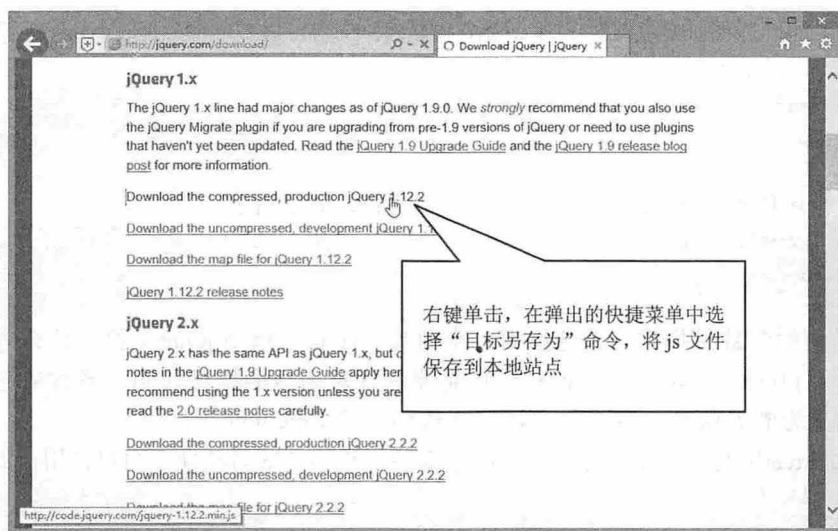 http://jquery.com/download/
Download jQuery | jQuery
jQuery 1.x
The jQuery 1.x line had major changes as of jQuery 1.9.0. We strongly recommend that you also use
the jQuery Migrate plugin if you are upgrading from pre-1.9 versions of jQuery or need to use plugins
that haven't yet been updated. Read the jQuery 1.9 Upgrade Guide and the jQuery 1.9 release blog
post for more information.
Download the compressed, production jQuery 1.12.2
Download the uncompressed, development jQuery 1.1
Download the map file for jQuery 1.12.2
jQuery 1.12.2 release notes
右键单击，在弹出的快捷菜单中选
择“目标另存为”命令，将 js 文件
保存到本地站点
jQuery 2.x
jQuery 2.x has the same API as jQuery 1.x, but
notes in the jQuery 1.9 Upgrade Guide apply her
recommend using the 1.x version unless you are
read the 2.0 release notes carefully.
Download the compressed, production jQuery 2.2.2
Download the uncompressed, development jQuery 2.2.2
Download the map file for jQuery 2.2.2
http://code.jquery.com/jquery-1.12.2.min.js